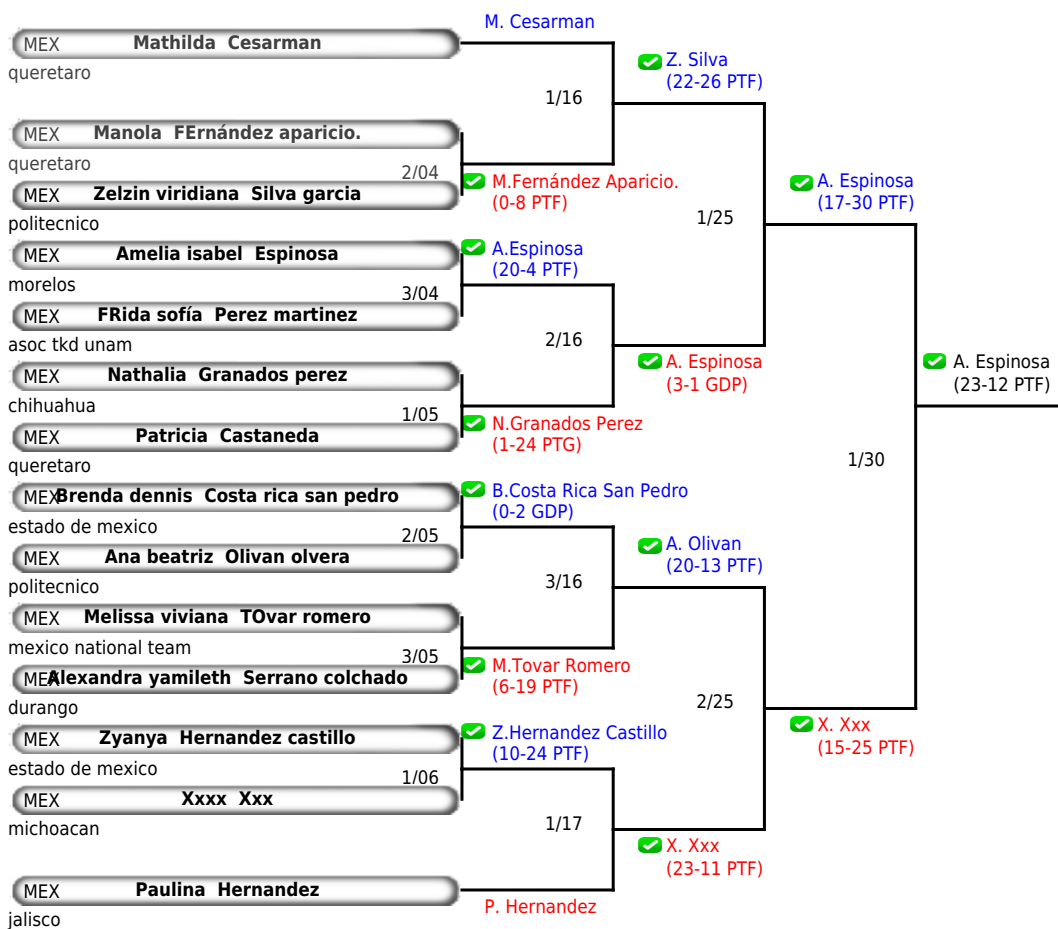 M. Cesarman
MEX Mathilda Cesarman
queretaro
Z. Silva
(22-26 PTF)
1/16
MEX Manola FErnández aparicio.
queretaro
2/04
M.Fernández Aparicio.
(0-8 PTF)
MEX Zelzin viridiana Silva garcia
politecnico
A. Espinosa
(17-30 PTF)
1/25
MEX Amelia isabel Espinosa
morelos
A.Espinosa
(20-4 PTF)
3/04
MEX FRida sofía Perez martinez
asoc tkd unam
2/16
A. Espinosa
(3-1 GDP)
A. Espinosa
(23-12 PTF)
MEX Nathalia Granados perez
chihuahua
1/05
N.Granados Perez
(1-24 PTG)
MEX Patricia Castaneda
queretaro
1/30
MEX Brenda dennis Costa rica san pedro
estado de mexico
B.Costa Rica San Pedro
(0-2 GDP)
2/05
MEX Ana beatriz Olivan olvera
politecnico
A. Olivan
(20-13 PTF)
3/16
MEX Melissa viviana TOvar romero
mexico national team
3/05
M.Tovar Romero
(6-19 PTF)
MEX Alexandra yamileth Serrano colchado
durango
2/25
X. Xxx
(15-25 PTF)
MEX Zyanya Hernandez castillo
estado de mexico
Z.Hernandez Castillo
(10-24 PTF)
1/06
MEX Xxxx Xxx
michoacan
1/17
X. Xxx
(23-11 PTF)
MEX Paulina Hernandez
jalisco
P. Hernandez